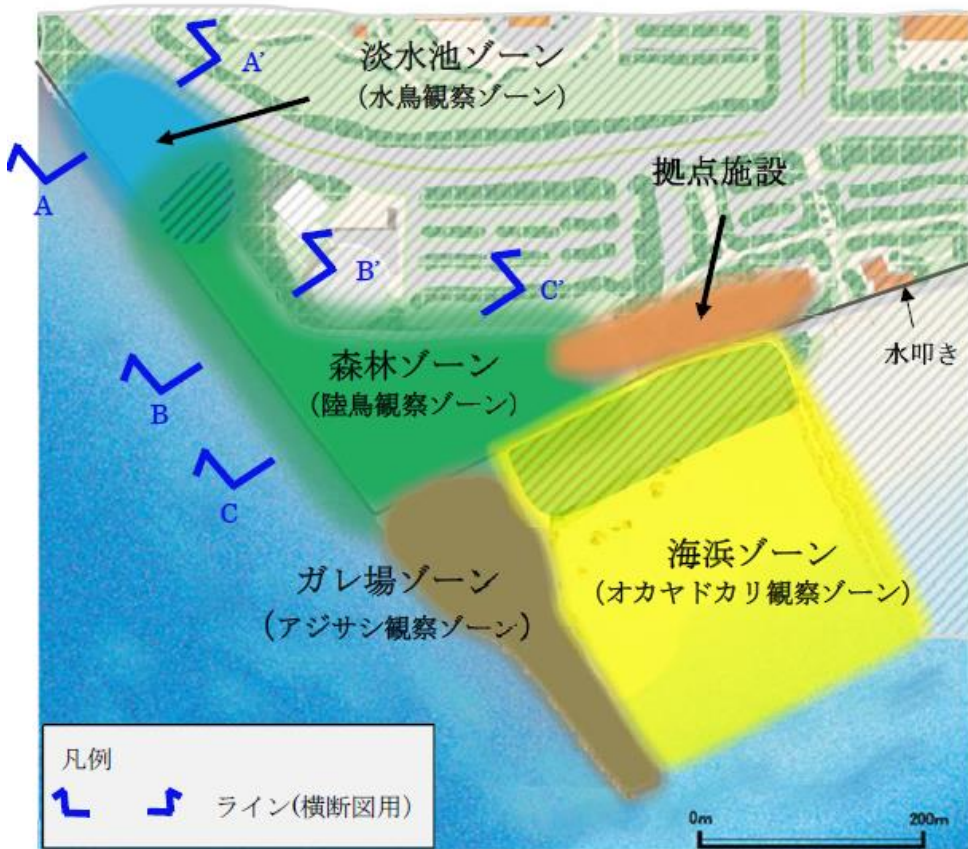 A'
淡水池ゾーン
(水鳥観察ゾーン)
A
拠点施設
B'
C'
水叩き
森林ゾーン
(陸鳥観察ゾーン)
B
C
海浜ゾーン
(オカヤドカリ観察ゾーン)
ガレ場ゾーン
(アジサシ観察ゾーン)
凡例
ライン(横断図用)
0m 200m